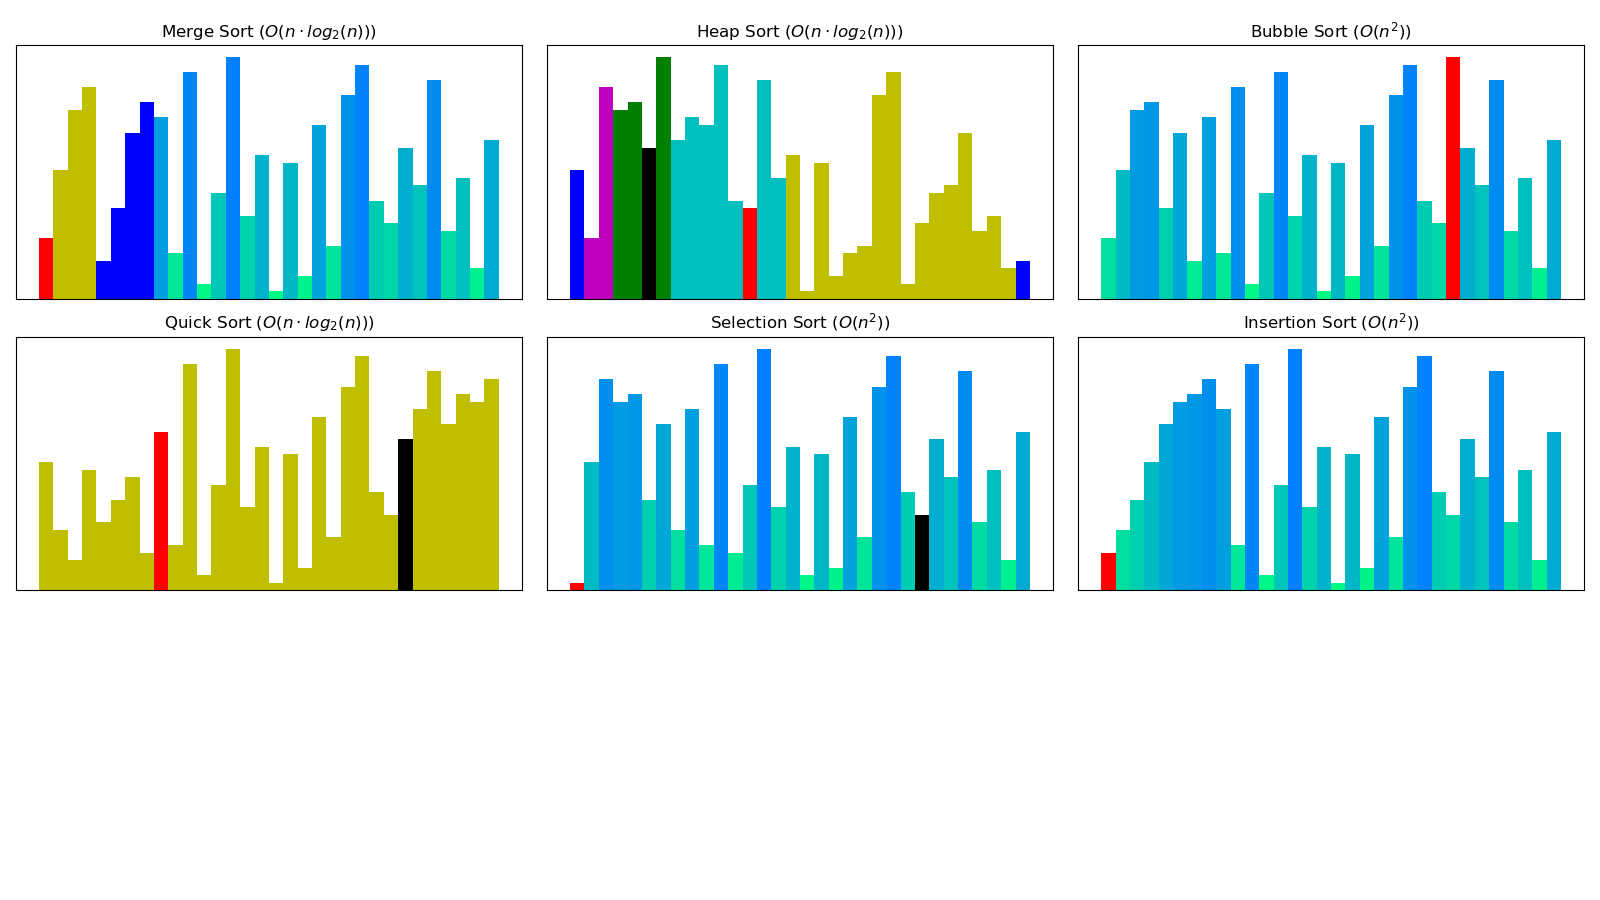 Merge Sort (O(n · log₂(n)))
Heap Sort (O(n · log₂(n)))
Bubble Sort (O(n²))
Quick Sort (O(n · log₂(n)))
Selection Sort (O(n²))
Insertion Sort (O(n²))